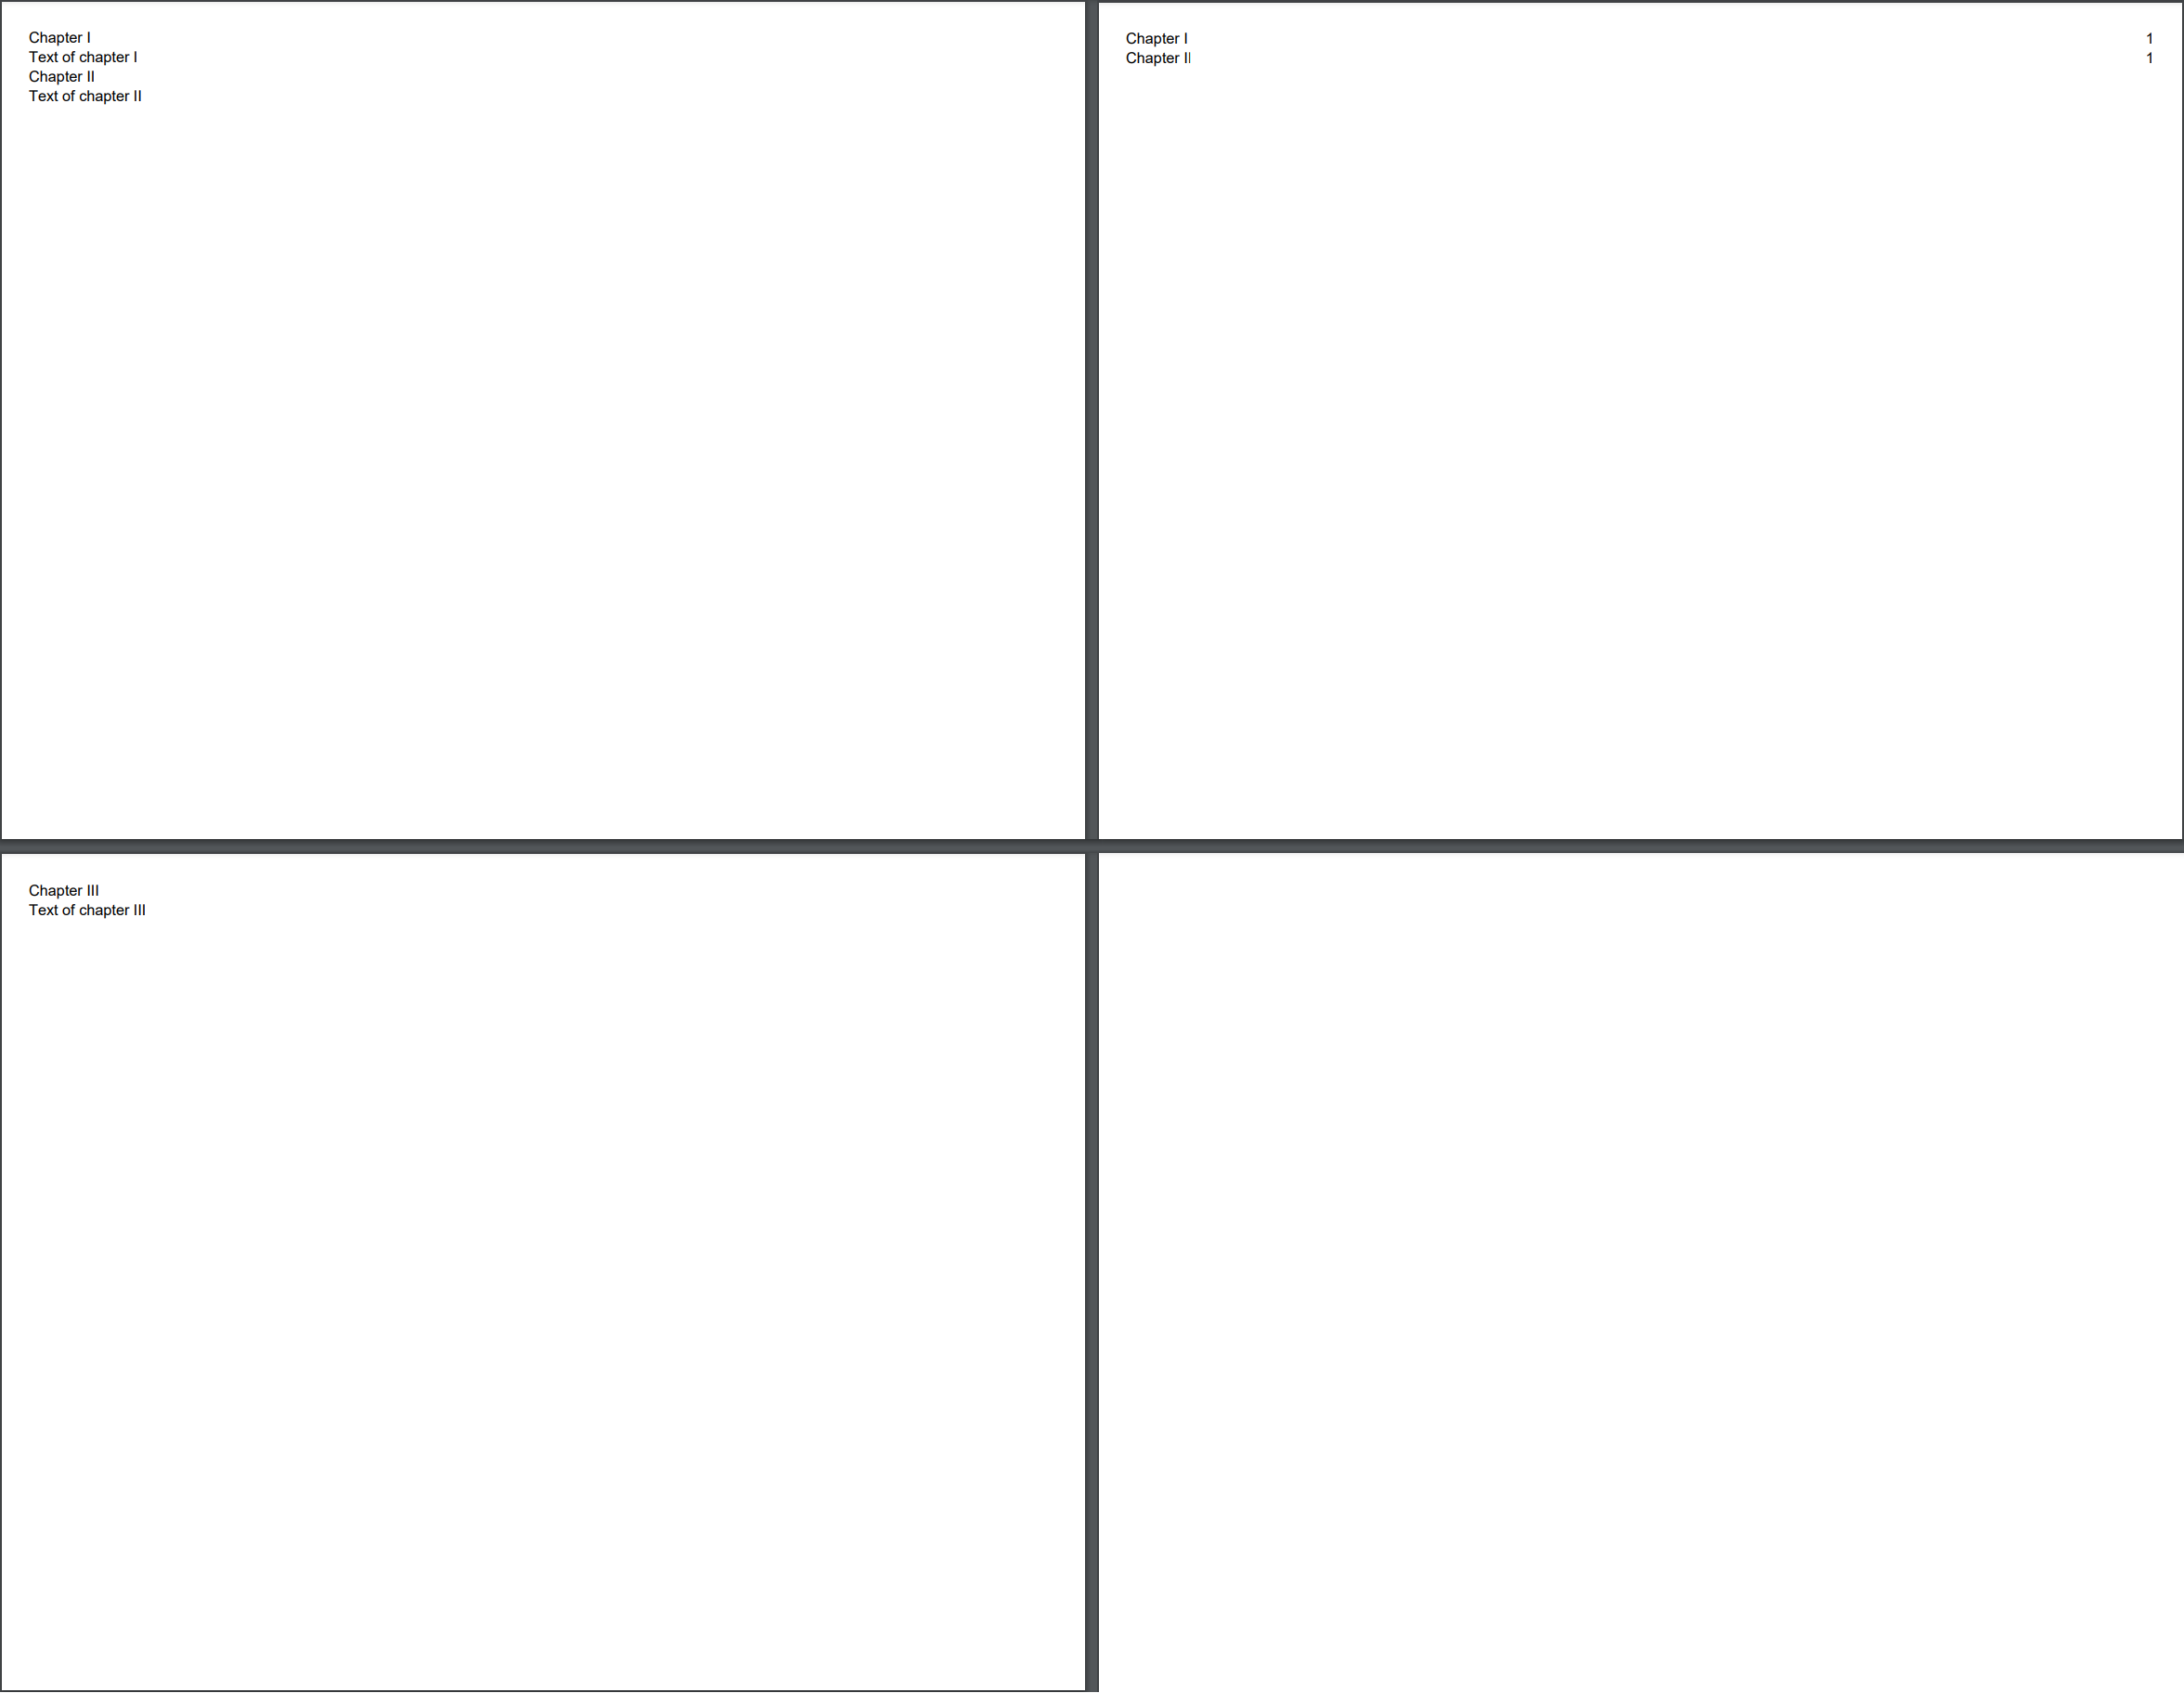 Chapter I
Text of chapter I
Chapter II
Text of chapter II
Chapter I 1
Chapter II 1
Chapter III
Text of chapter III